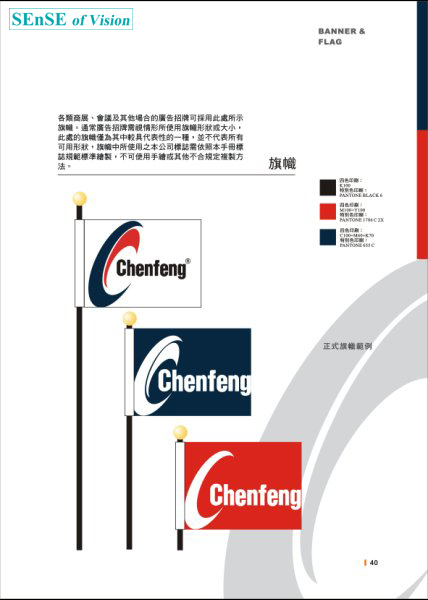 SEnSE of Vision
BANNER &
FLAG
各類商展、會議及其他場合的廣告招牌可採用此處所示
旗幟。通常廣告招牌需視情形所使用旗幟形狀或大小，
此處的旗幟僅為其中較具代表性的一種，並不代表所有
可用形狀，旗幟中所使用之本公司標誌需依照本手冊標
誌規範標準繪製，不可使用手繪或其他不合規定複製方
法。
旗幟
四色印刷：
K100
特別色印刷：
PANTONE BLACK 6
四色印刷：
M100+Y100
特別色印刷：
PANTONE 1788 C 2X
四色印刷：
C100+M60+K70
特別色印刷：
PANTONE 655 C
Chenfeng®
正式旗幟範例
Chenfeng
Chenfeng
40